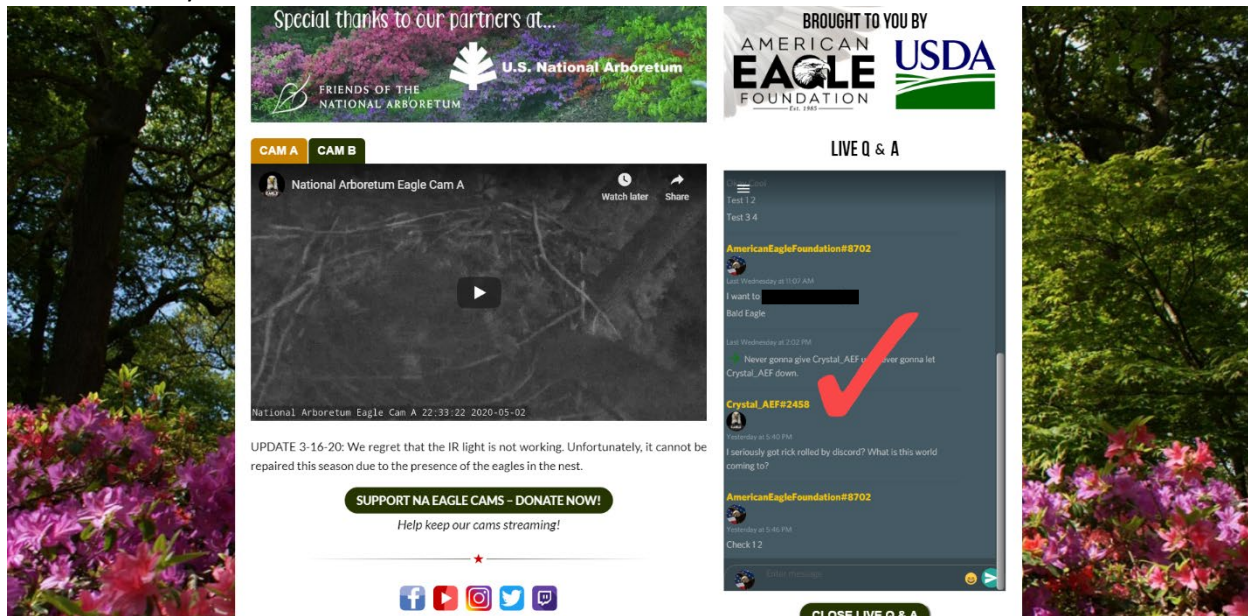 Special thanks to our partners at...
U.S. National Arboretum
FRIENDS OF THE
NATIONAL ARBORETUM
BROUGHT TO YOU BY
AMERICAN
EAGLE
FOUNDATION
Est. 1985
USDA
CAM A
CAM B
National Arboretum Eagle Cam A
Watch later
Share
National Arboretum Eagle Cam A 22:33:22 2020-05-02
UPDATE 3-16-20: We regret that the IR light is not working. Unfortunately, it cannot be
repaired this season due to the presence of the eagles in the nest.
SUPPORT NA EAGLE CAMS – DONATE NOW!
Help keep our cams streaming!
LIVE Q & A
Test 1 2
Test 3 4
AmericanEagleFoundation#8702
Last Wednesday at 11:07 AM
I want to
Bald Eagle
Last Wednesday at 2:02 PM
Never gonna give Crystal_AEF never gonna let
Crystal_AEF down.
Crystal_AEF#2458
Yesterday at 5:40 PM
I seriously got rick rolled by discord? What is this world
coming to?
AmericanEagleFoundation#8702
Yesterday at 5:46 PM
Check 1 2
Enter message
CLOSE LIVE Q & A